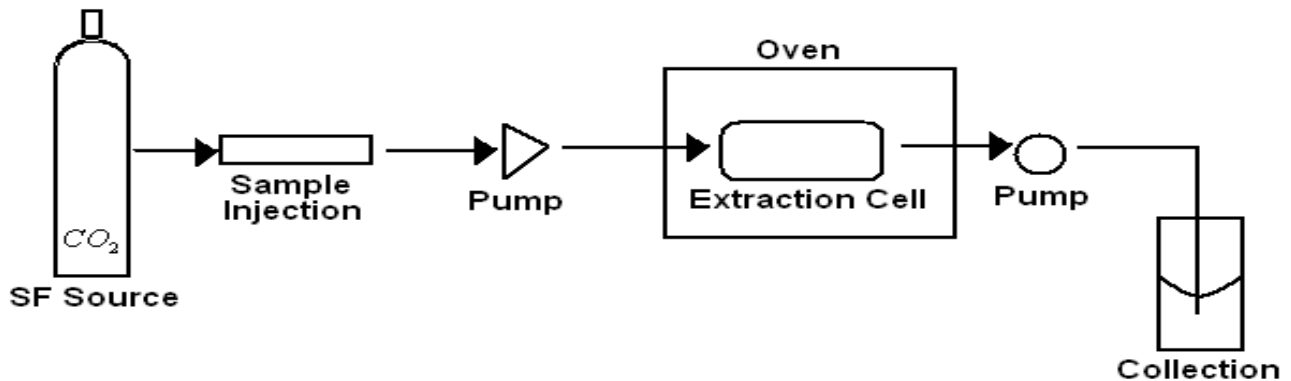 Oven
Sample
Injection
Pump
Extraction Cell
Pump
CO₂
SF Source
Collection